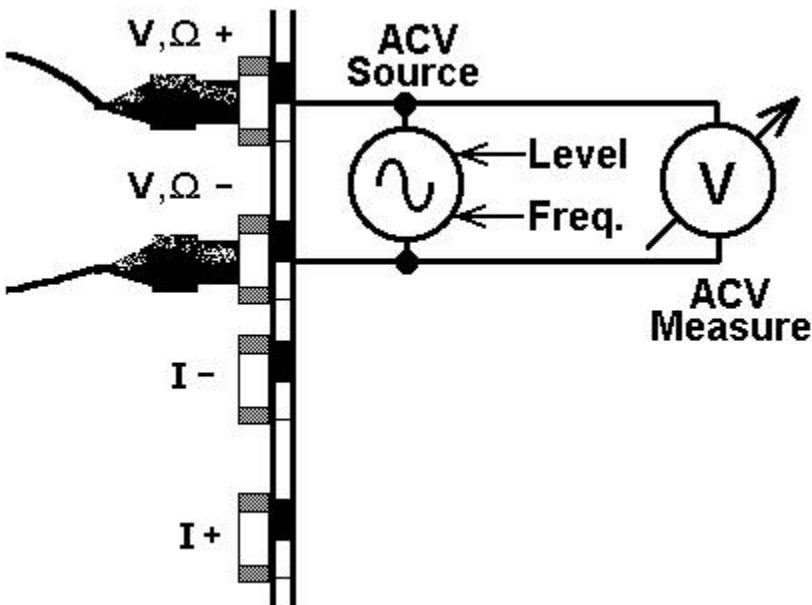 V,Ω +
ACV
Source
Level
V,Ω −
Freq.
V
ACV
Measure
I −
I +